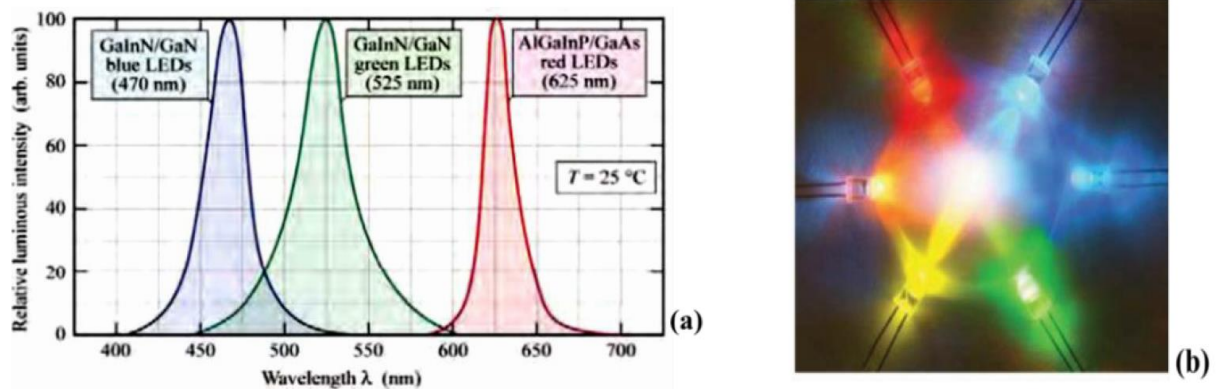 Relative luminous intensity (arb. units)
100
80
60
40
20
0
GaInN/GaN
blue LEDs
(470 nm)
GaInN/GaN
green LEDs
(525 nm)
AlGaInP/GaAs
red LEDs
(625 nm)
T = 25 °C
400 450 500 550 600 650 700
Wavelength λ (nm)
(a)
(b)